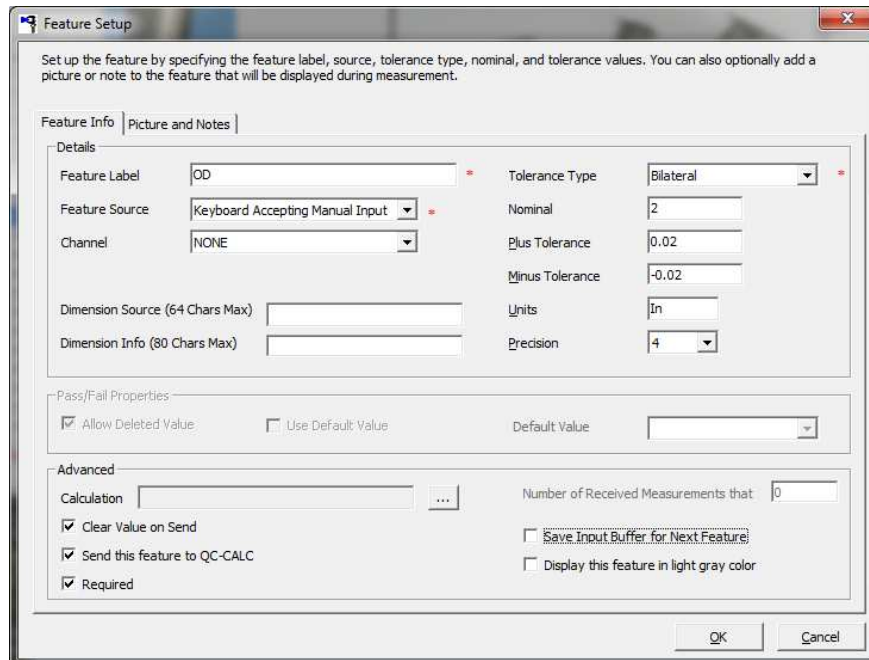 Feature Setup
Set up the feature by specifying the feature label, source, tolerance type, nominal, and tolerance values. You can also optionally add a
picture or note to the feature that will be displayed during measurement.
Feature Info Picture and Notes
Details
Feature Label OD * Tolerance Type Bilateral *
Feature Source Keyboard Accepting Manual Input * Nominal 2
Channel NONE Plus Tolerance 0.02
Minus Tolerance -0.02
Dimension Source (64 Chars Max) Units In
Dimension Info (80 Chars Max) Precision 4
Pass/Fail Properties
Allow Deleted Value Use Default Value Default Value
Advanced
Calculation ... Number of Received Measurements that 0
Clear Value on Send
Save Input Buffer for Next Feature
Send this feature to QC-CALC
Display this feature in light gray color
Required
OK Cancel